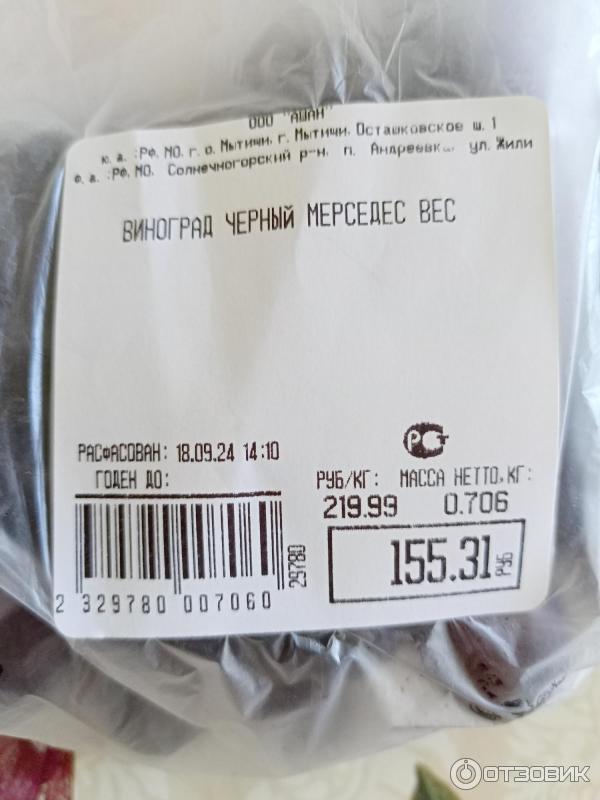 ООО "АШАН"
ю. а. :РФ, МО, г. о. Мытищи, г. Мытищи, Осташковское ш. 1
Ф. а. :РФ, МО, Солнечногорский р-н, п. ул. Жили
ВИНОГРАД ЧЕРНЫЙ МЕРСЕДЕС ВЕС
РАСФАСОВАН: 18.09.24 14:10
ГОДЕН ДО:
РУБ/КГ: МАССА НЕТТО,КГ:
219.99 0.706
155.31 РУБ
29780
2 329780 007060
ОТЗОВИК